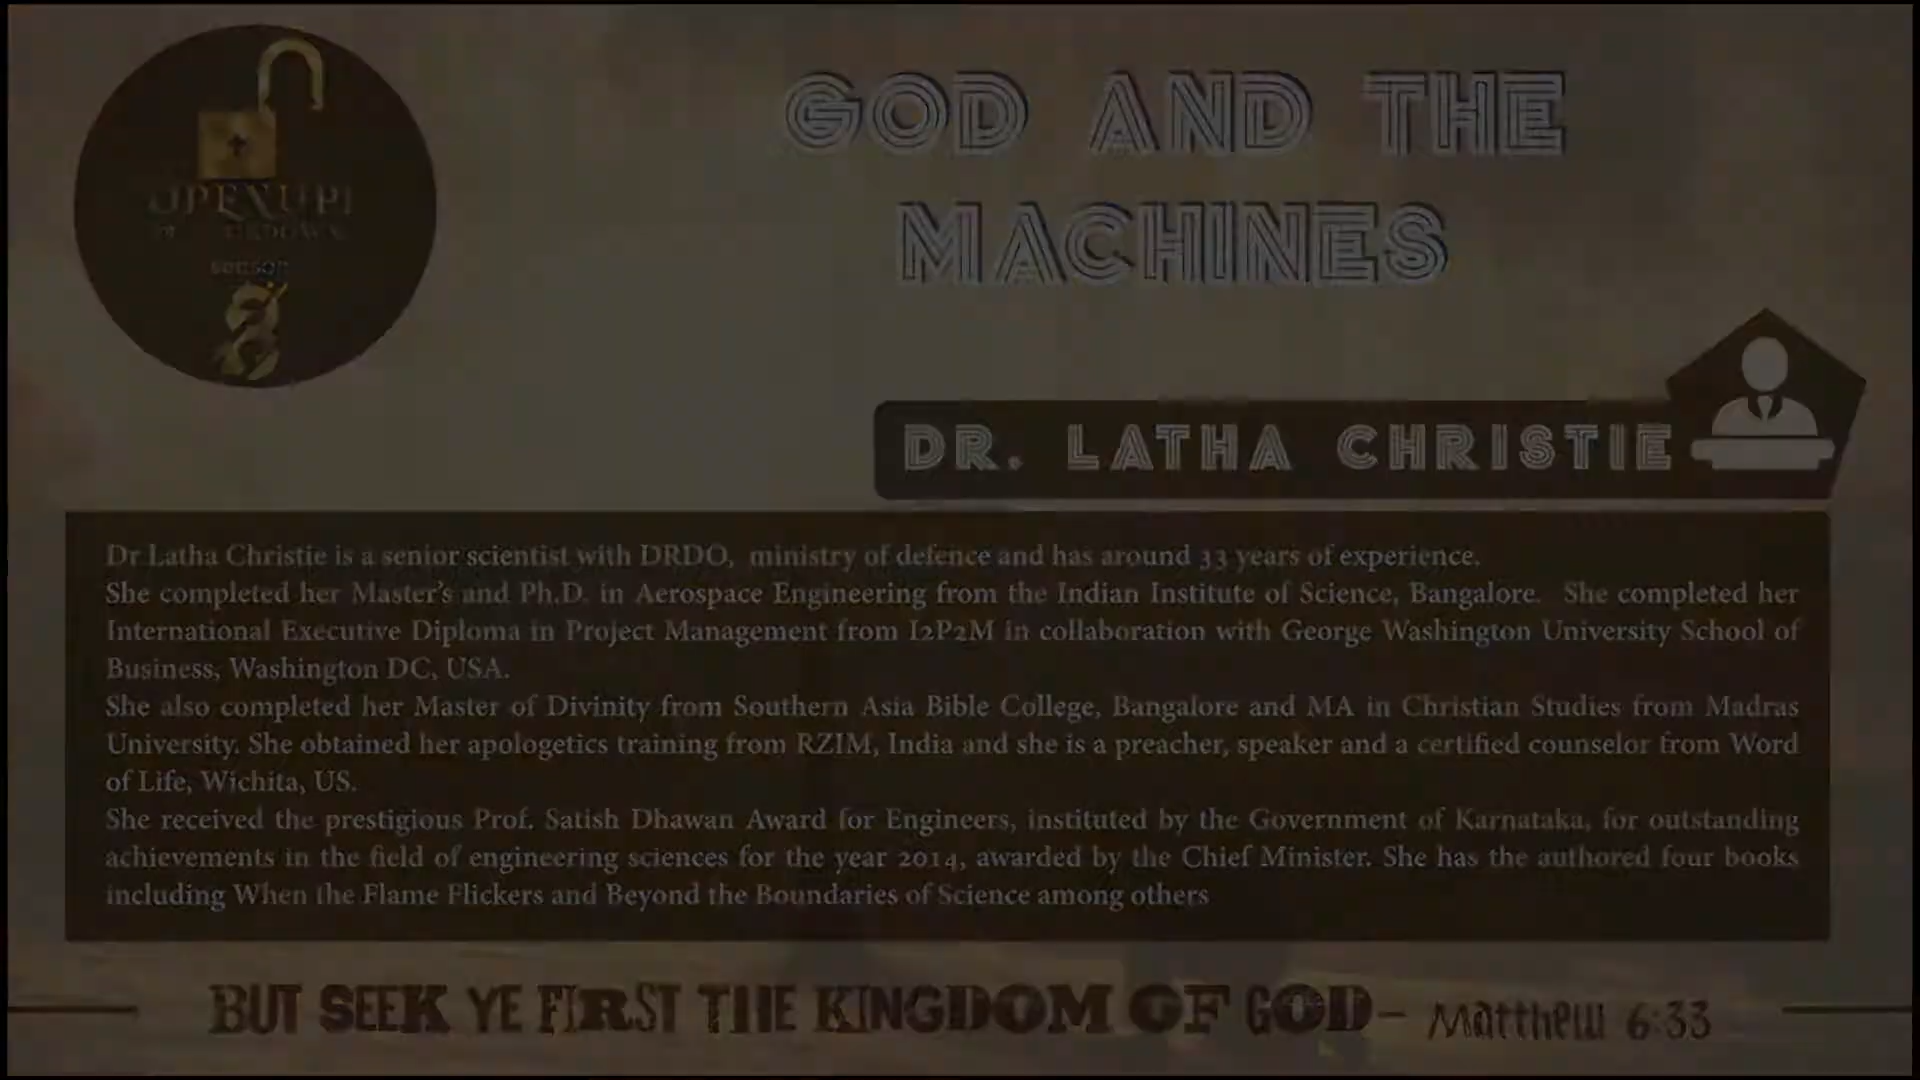 OPEN UP!
season
GOD AND THE
MACHINES
DR. LATHA CHRISTIE
Dr Latha Christie is a senior scientist with DRDO, ministry of defence and has around 33 years of experience.
She completed her Master's and Ph.D. in Aerospace Engineering from the Indian Institute of Science, Bangalore. She completed her
International Executive Diploma in Project Management from I2P2M in collaboration with George Washington University School of
Business, Washington DC, USA.
She also completed her Master of Divinity from Southern Asia Bible College, Bangalore and MA in Christian Studies from Madras
University. She obtained her apologetics training from RZIM, India and she is a preacher, speaker and a certified counselor from Word
of Life, Wichita, US.
She received the prestigious Prof. Satish Dhawan Award for Engineers, instituted by the Government of Karnataka, for outstanding
achievements in the field of engineering sciences for the year 2014, awarded by the Chief Minister. She has the authored four books
including When the Flame Flickers and Beyond the Boundaries of Science among others
BUT SEEK YE FIRST THE KINGDOM OF GOD- Matthew 6:33